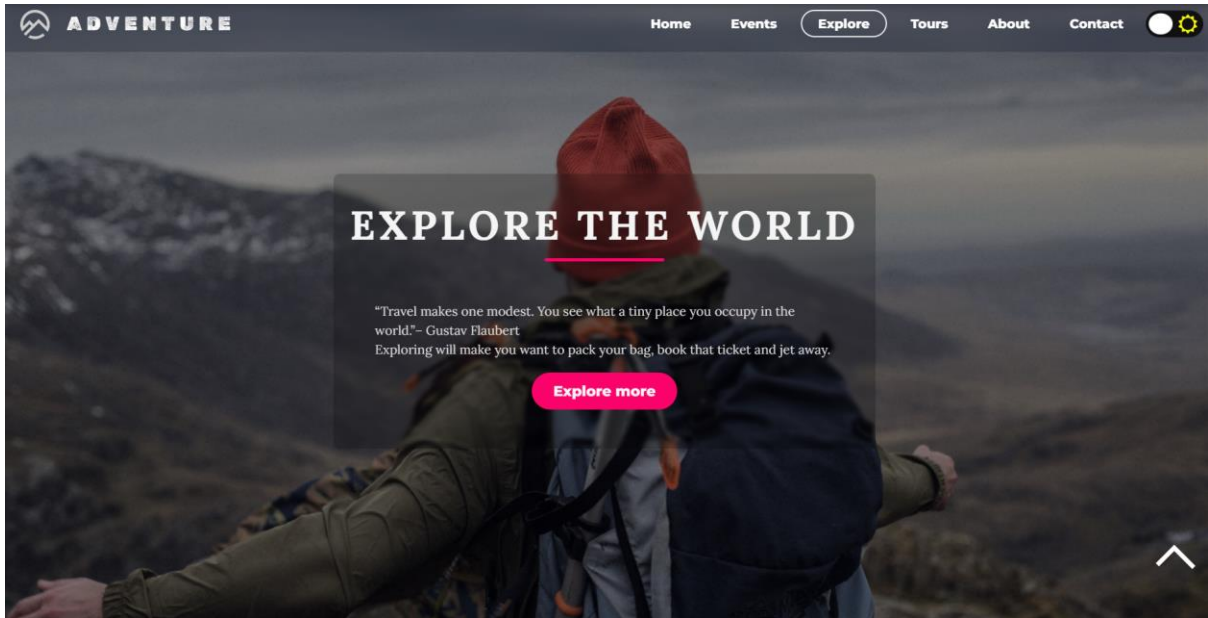 ADVENTURE
Home Events Explore Tours About Contact
EXPLORE THE WORLD
“Travel makes one modest. You see what a tiny place you occupy in the
world.”– Gustav Flaubert
Exploring will make you want to pack your bag, book that ticket and jet away.
Explore more